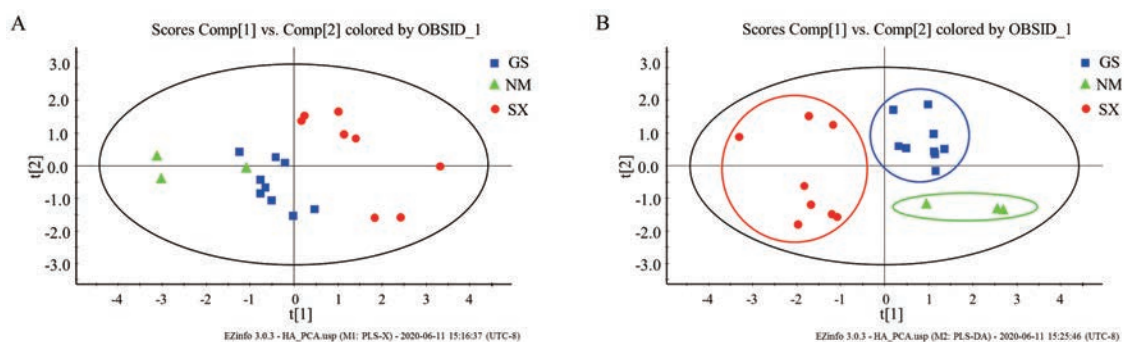 A
Scores Comp[1] vs. Comp[2] colored by OBSID_1
GS
NM
SX
t[2]
3.0
2.0
1.0
0.0
-1.0
-2.0
-3.0
-4 -3 -2 -1 0 1 2 3 4
t[1]
EZinfo 3.0.3 - HA_PCA.usp (M1: PLS-X) - 2020-06-11 15:16:37 (UTC-8)
B
Scores Comp[1] vs. Comp[2] colored by OBSID_1
GS
NM
SX
t[2]
3.0
2.0
1.0
0.0
-1.0
-2.0
-3.0
-4 -3 -2 -1 0 1 2 3 4
t[1]
EZinfo 3.0.3 - HA_PCA.usp (M2: PLS-DA) - 2020-06-11 15:25:46 (UTC-8)